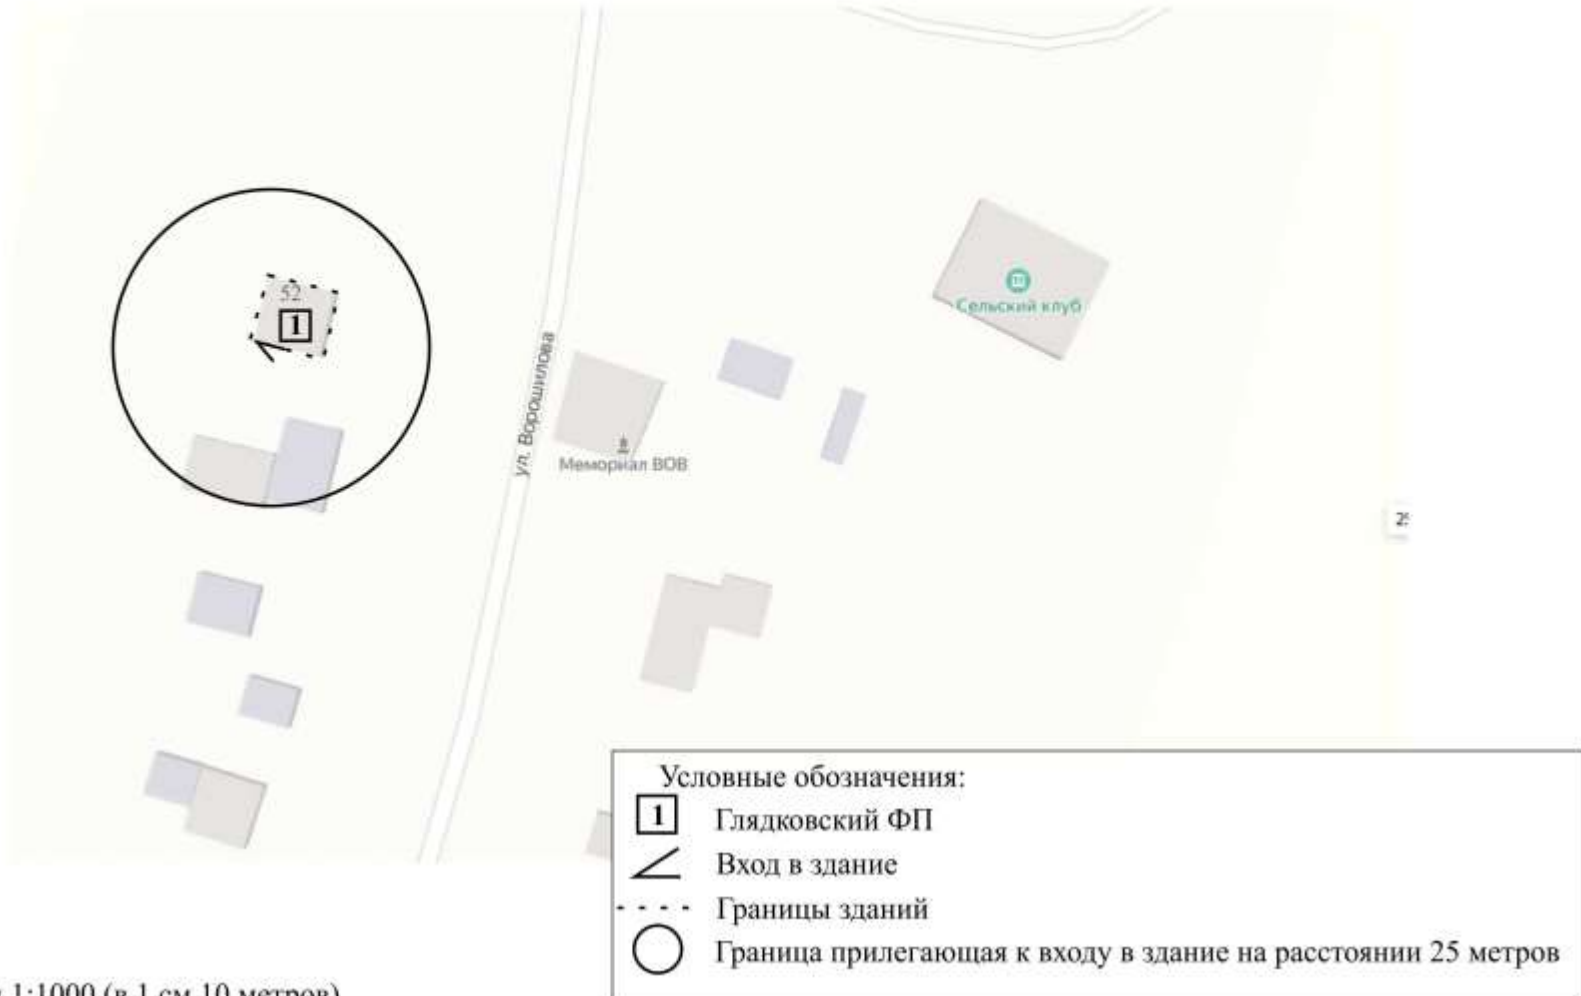 52
1
Сельский клуб
ул. Ворошилова
Мемориал ВОВ
Условные обозначения:
1 Глядковский ФП
Вход в здание
Границы зданий
Граница прилегающая к входу в здание на расстоянии 25 метров
1:1000 (в 1 см 10 метров)